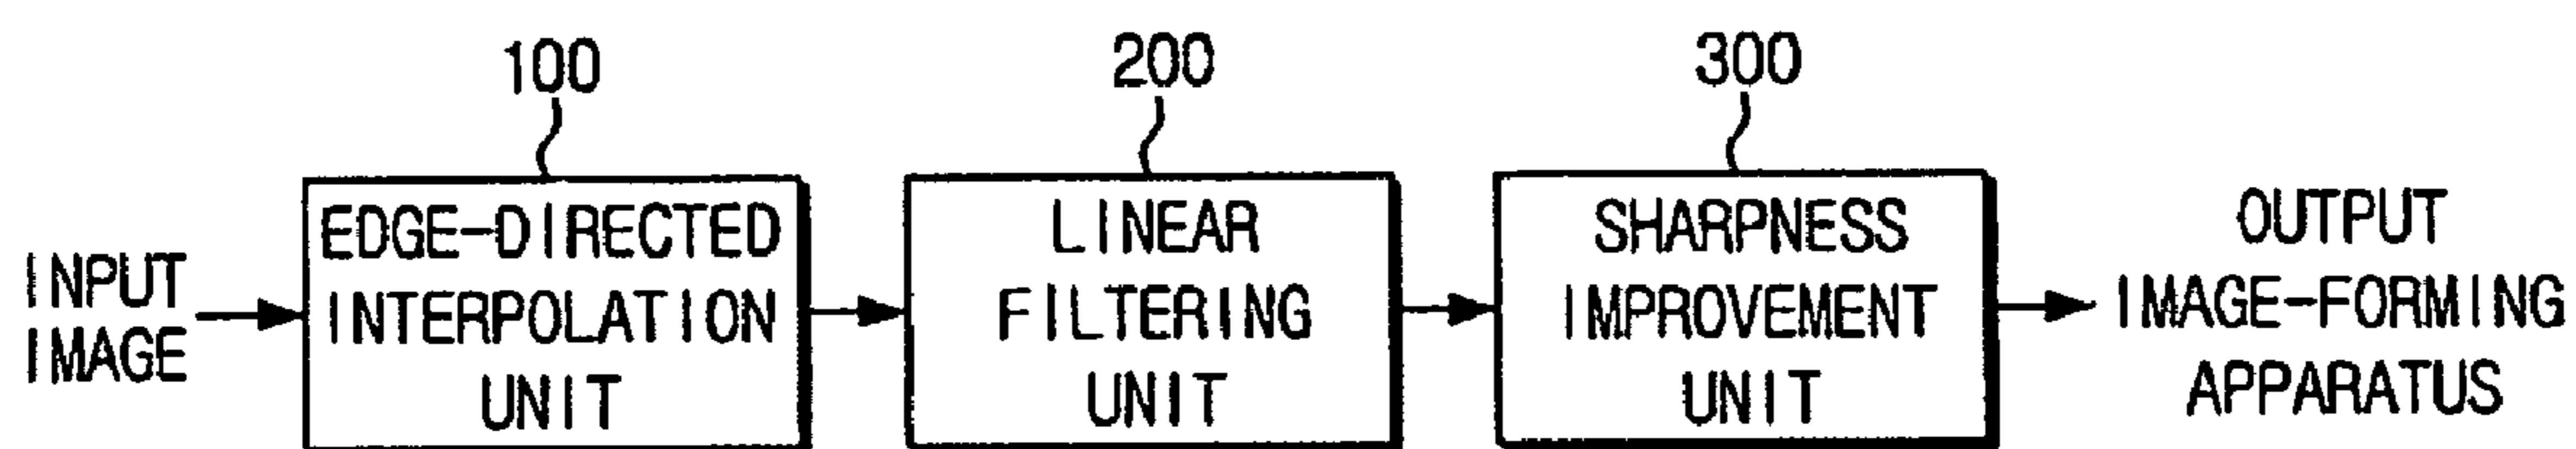 100
200
300
INPUT
IMAGE
EDGE-DIRECTED
INTERPOLATION
UNIT
LINEAR
FILTERING
UNIT
SHARPNESS
IMPROVEMENT
UNIT
OUTPUT
IMAGE-FORMING
APPARATUS